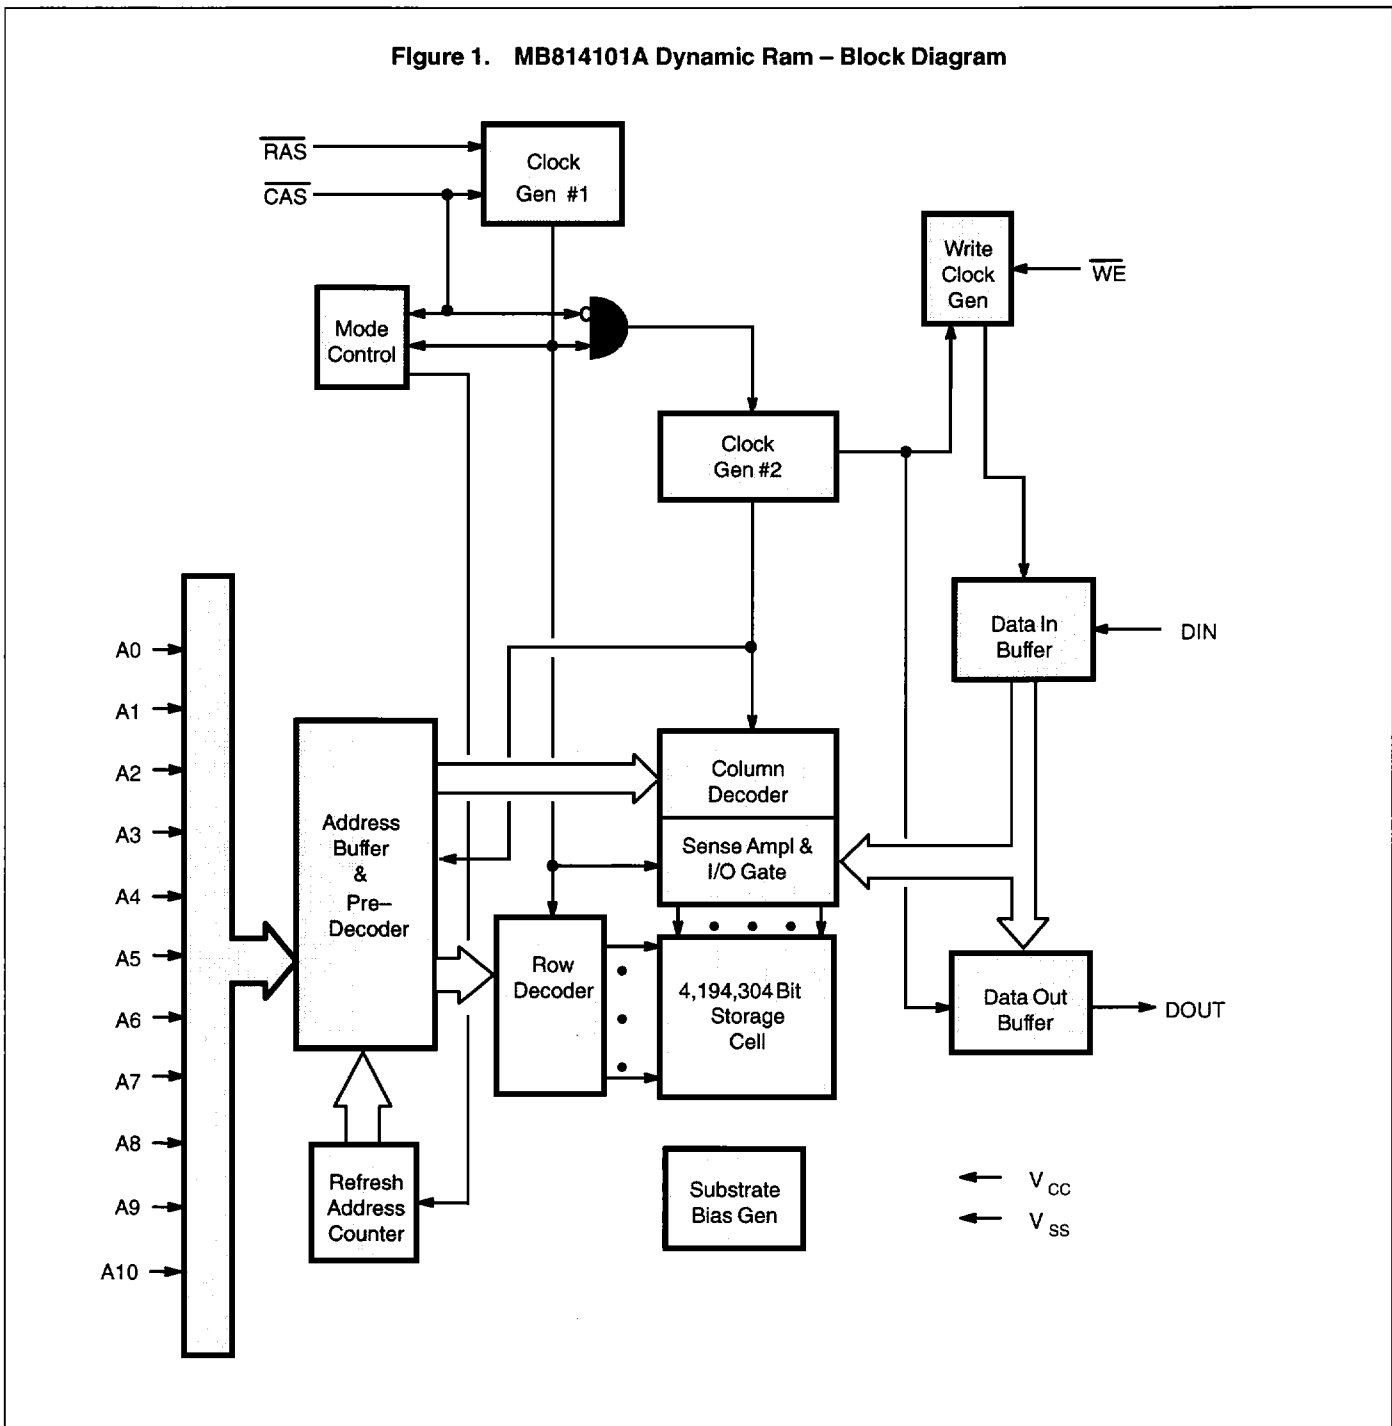 Figure 1. MB814101A Dynamic Ram – Block Diagram
RAS
CAS
Clock
Gen #1
Write
Clock
Gen
WE
Mode
Control
Clock
Gen #2
Data In
Buffer
DIN
A0
A1
A2
A3
A4
A5
A6
A7
A8
A9
A10
Address
Buffer
&
Pre–
Decoder
Column
Decoder
Sense Ampl &
I/O Gate
Row
Decoder
4,194,304 Bit
Storage
Cell
Data Out
Buffer
DOUT
Refresh
Address
Counter
Substrate
Bias Gen
VCC
VSS